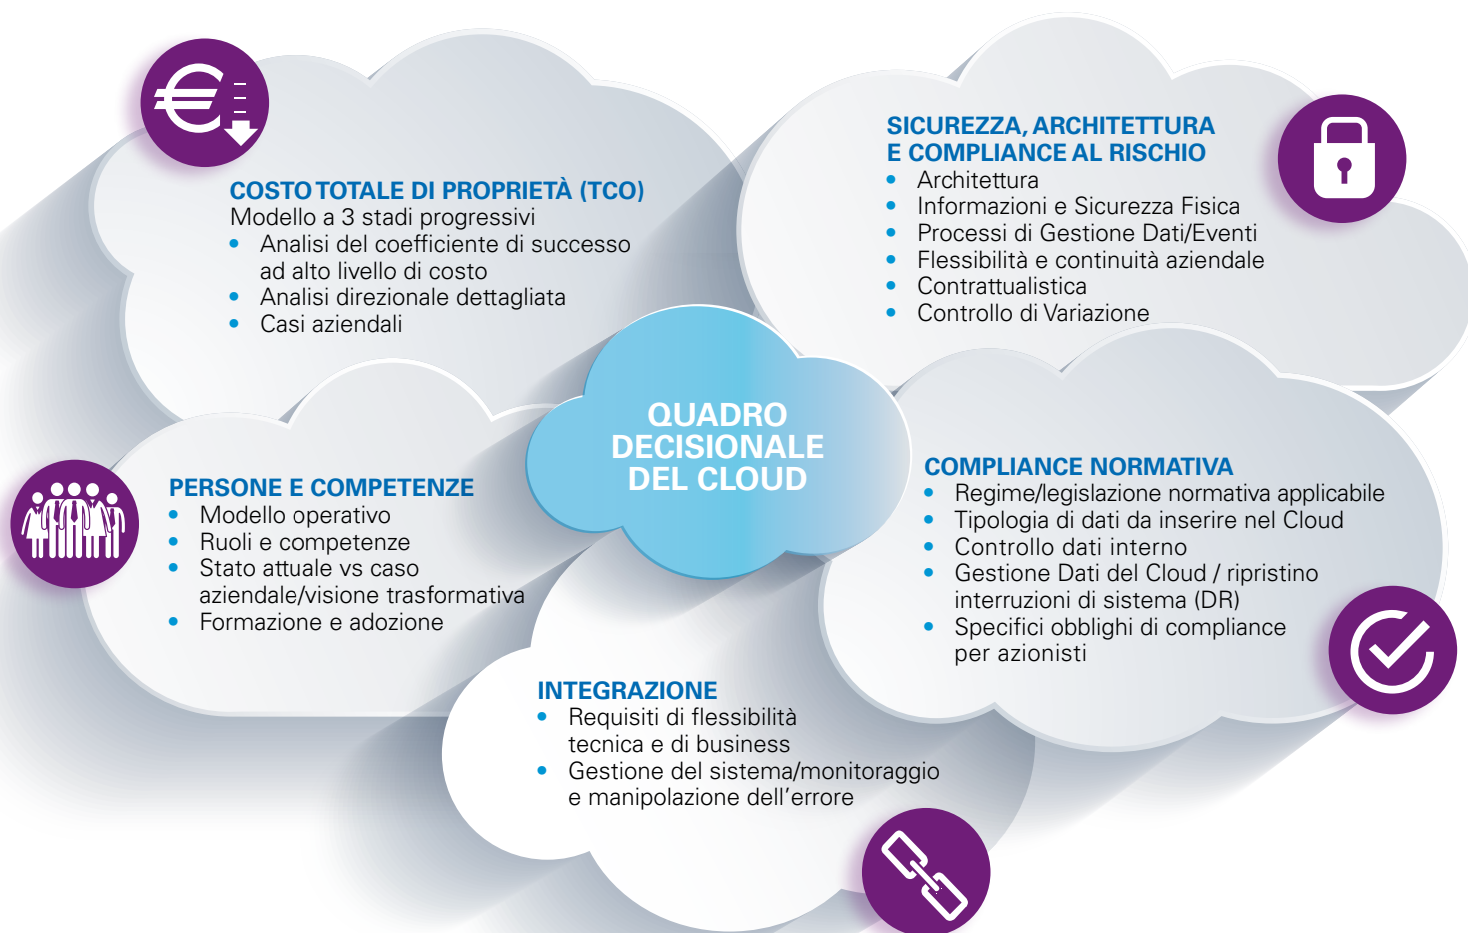 COSTO TOTALE DI PROPRIETÀ (TCO)
Modello a 3 stadi progressivi
• Analisi del coefficiente di successo
ad alto livello di costo
• Analisi direzionale dettagliata
• Casi aziendali
SICUREZZA, ARCHITETTURA
E COMPLIANCE AL RISCHIO
• Architettura
• Informazioni e Sicurezza Fisica
• Processi di Gestione Dati/Eventi
• Flessibilità e continuità aziendale
• Contrattualistica
• Controllo di Variazione
QUADRO
DECISIONALE
DEL CLOUD
PERSONE E COMPETENZE
• Modello operativo
• Ruoli e competenze
• Stato attuale vs caso
aziendale/visione trasformativa
• Formazione e adozione
COMPLIANCE NORMATIVA
• Regime/legislazione normativa applicabile
• Tipologia di dati da inserire nel Cloud
• Controllo dati interno
• Gestione Dati del Cloud / ripristino
interruzioni di sistema (DR)
• Specifici obblighi di compliance
per azionisti
INTEGRAZIONE
• Requisiti di flessibilità
tecnica e di business
• Gestione del sistema/monitoraggio
e manipolazione dell'errore